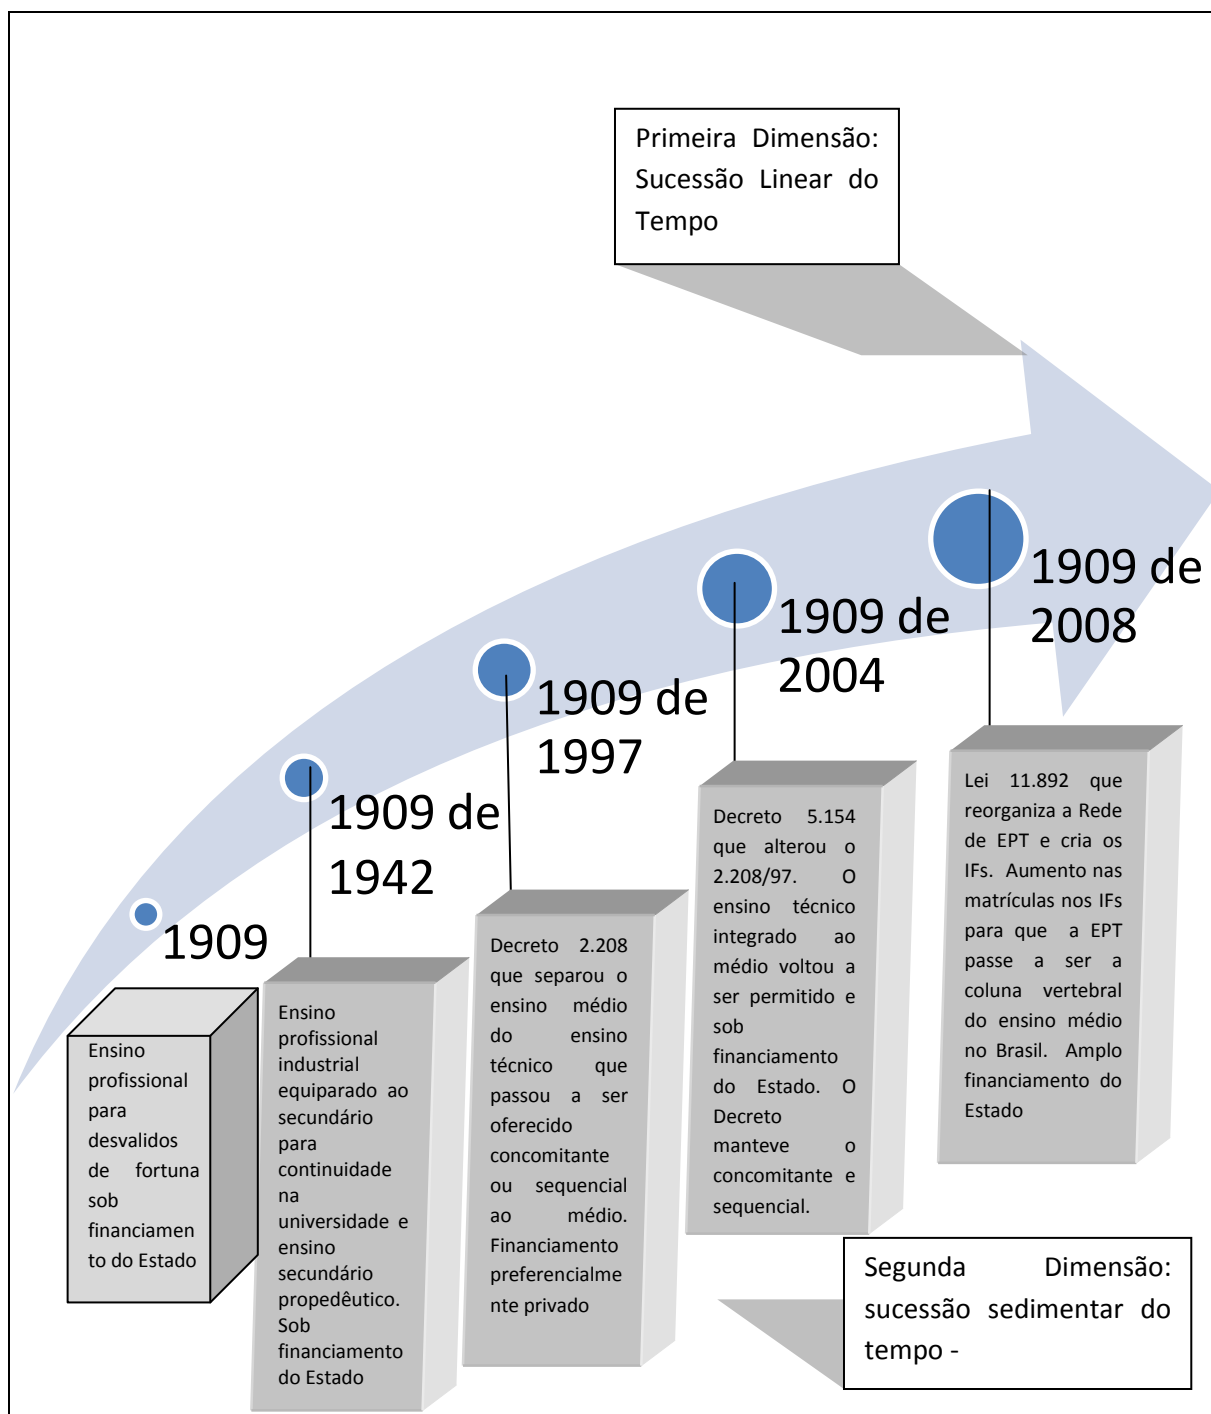 Primeira Dimensão:
Sucessão Linear do
Tempo
1909
1909 de
1942
1909 de
1997
1909 de
2004
1909 de
2008
Ensino
profissional
para
desvalidos
de fortuna
sob
financiamen
to do Estado
Ensino
profissional
industrial
equiparado ao
secundário
para
continuidade
na
universidade e
ensino
secundário
propedêutico.
Sob
financiamento
do Estado
Decreto 2.208
que separou o
ensino médio
do ensino
técnico que
passou a ser
oferecido
concomitante
ou sequencial
ao médio.
Financiamento
preferencialme
nte privado
Decreto 5.154
que alterou o
2.208/97. O
ensino técnico
integrado ao
médio voltou a
ser permitido e
sob
financiamento
do Estado. O
Decreto
manteve o
concomitante e
sequencial.
Lei 11.892 que
reorganiza a Rede
de EPT e cria os
IFs. Aumento nas
matrículas nos IFs
para que a EPT
passe a ser a
coluna vertebral
do ensino médio
no Brasil. Amplo
financiamento do
Estado
Segunda Dimensão:
sucessão sedimentar do
tempo -